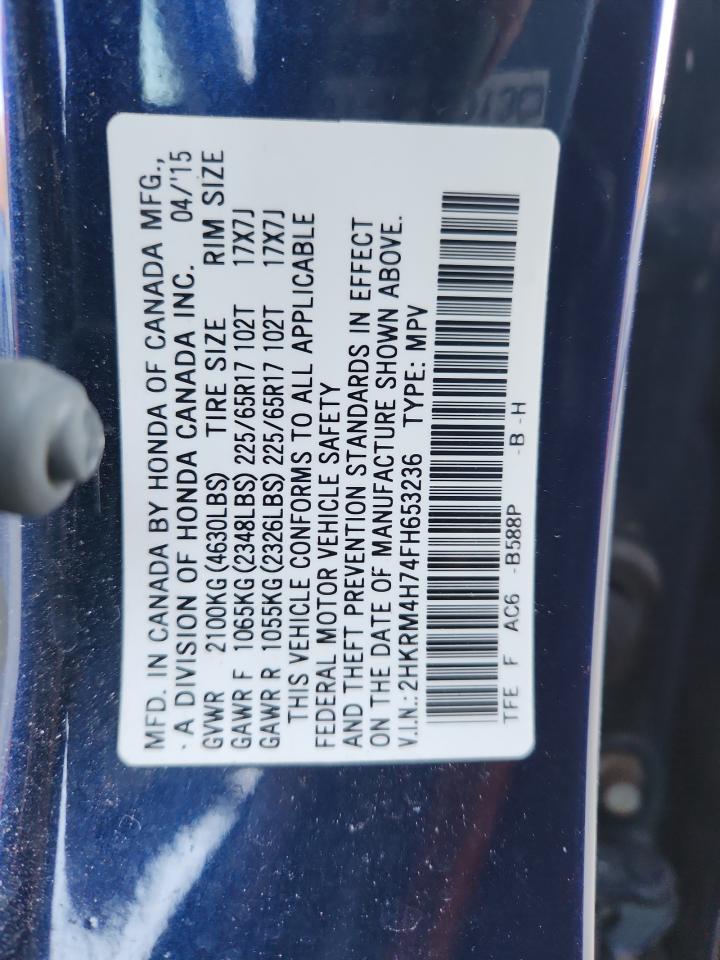 MFD. IN CANADA BY HONDA OF CANADA MFG.,
·A DIVISION OF HONDA CANADA INC. 04/'15
GVWR 2100KG(4630LBS) TIRE SIZE RIM SIZE
GAWR F 1065KG(2348LBS)225/65R17 102T 17X7J
GAWR R 1055KG(2326LBS)225/65R17 102T 17X7J
THIS VEHICLE CONFORMS TO ALL APPLICABLE
FEDERAL MOTOR VEHICLE SAFETY
AND THEFT PREVENTION STANDARDS IN EFFECT
ON THE DATE OF MANUFACTURE SHOWN ABOVE.
V.I.N.:2HKRM4H74FH653236 TYPE: MPV
TFE F AC6 -B588P -B -H